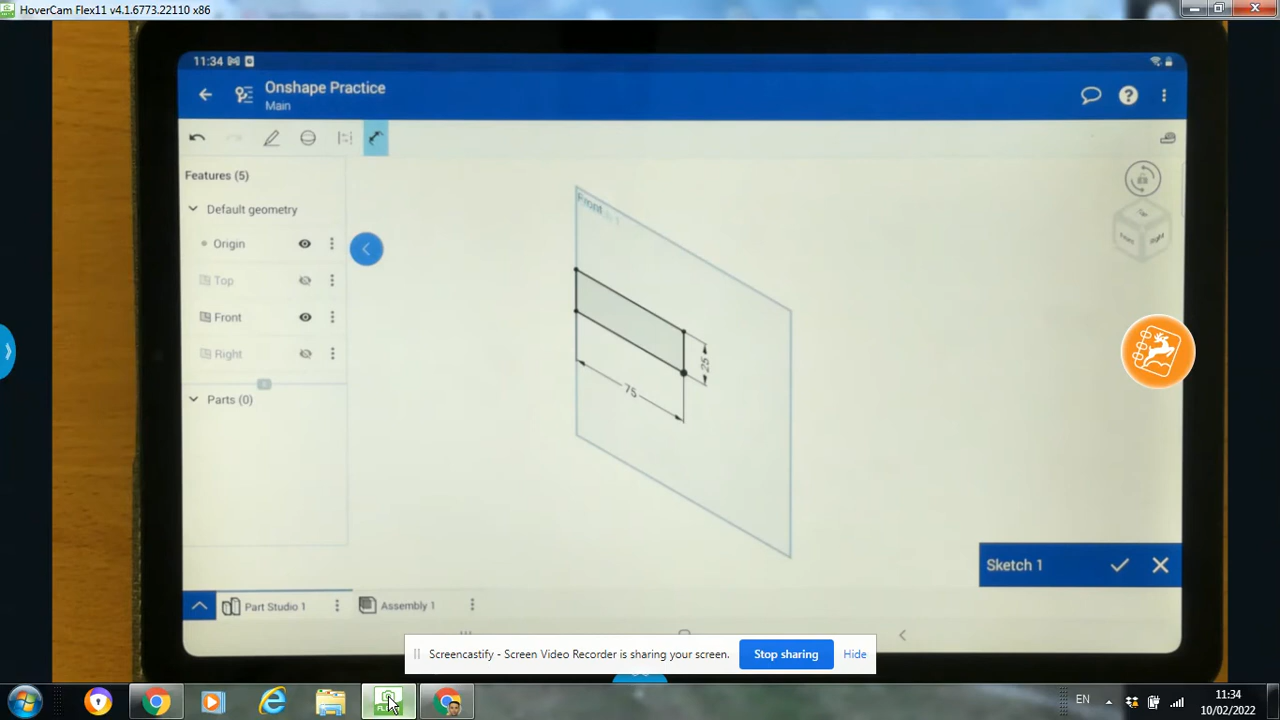 HoverCam Flex11 v4.1.6773.22110 x86
11:34
Onshape Practice
Main
Features (5)
Default geometry
Origin
Top
Front
Right
Parts (0)
Front
25
75
Front
Right
Sketch 1
Part Studio 1
Assembly 1
Screencastify - Screen Video Recorder is sharing your screen.
Stop sharing
Hide
EN
11:34
10/02/2022